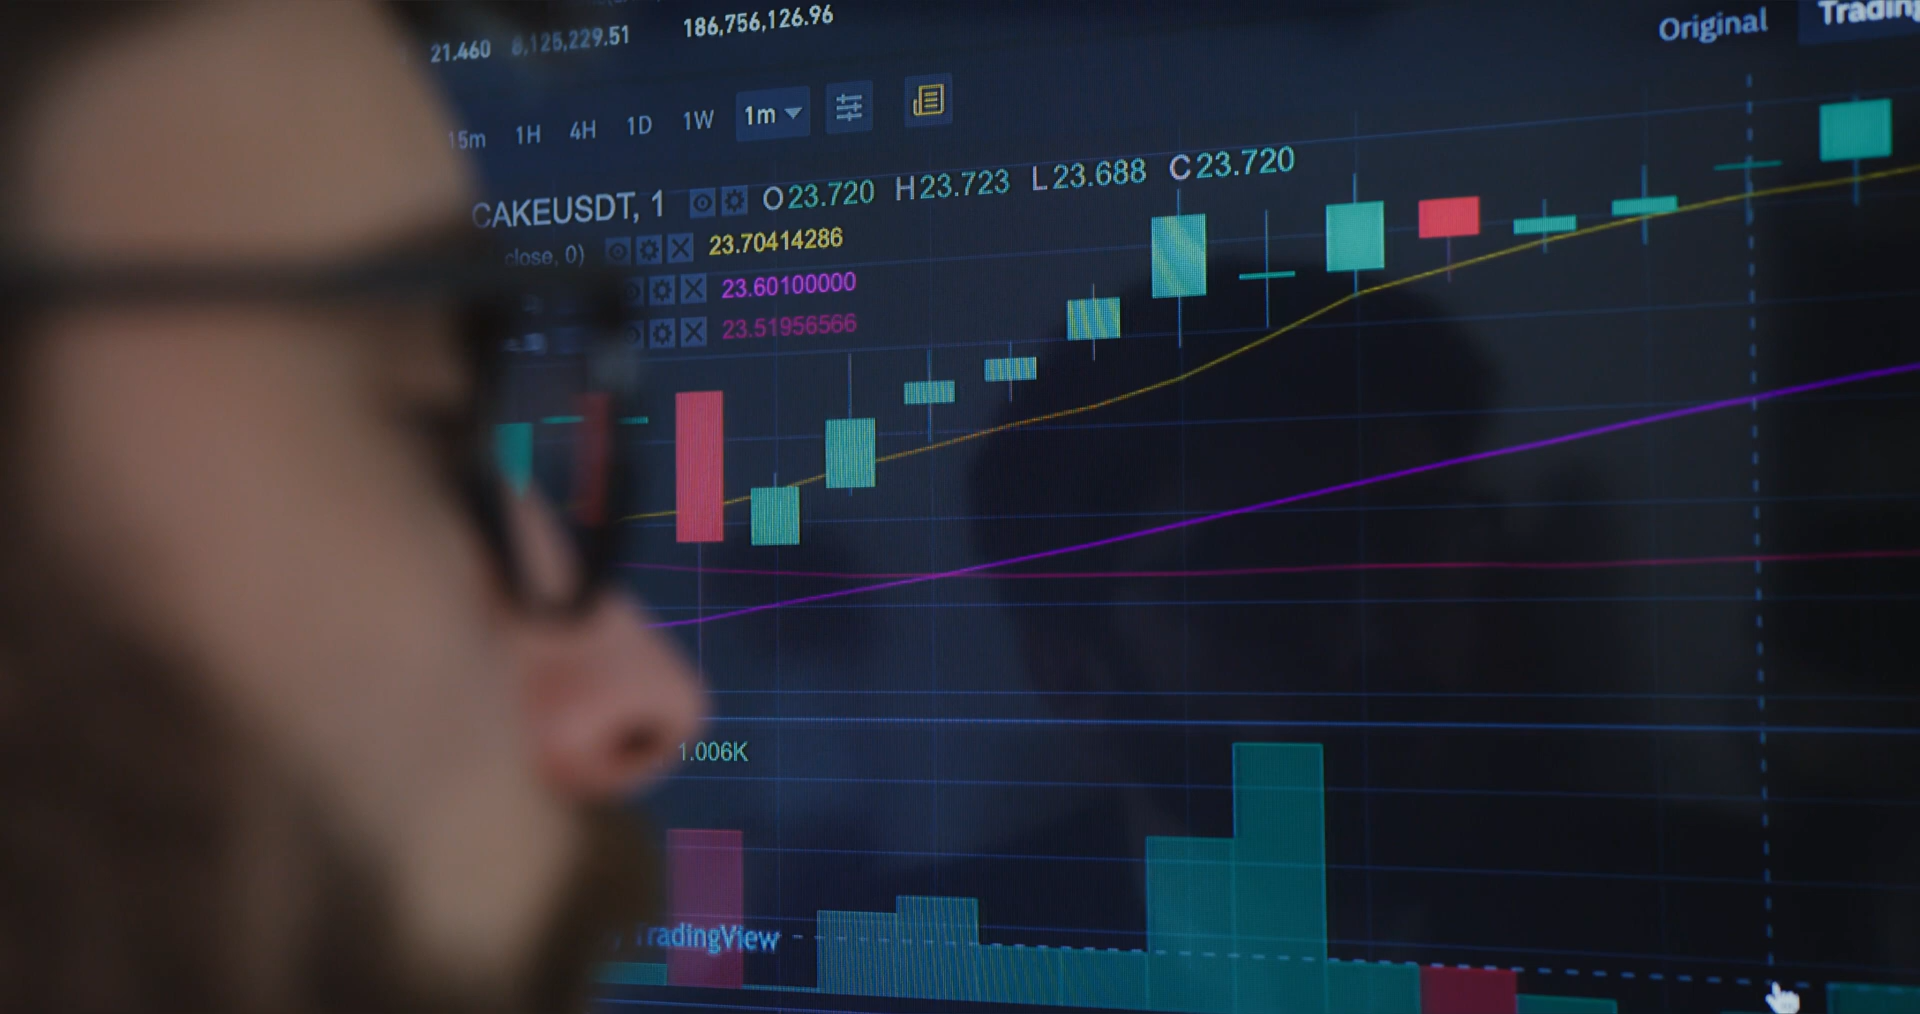 21.460 8,125,229.51 186,756,126.96
Original Trading
15m 1H 4H 1D 1W 1m
CAKEUSDT, 1 O23.720 H23.723 L23.688 C23.720
close, 0) 23.70414286
23.60100000
23.51956566
1.006K
TradingView